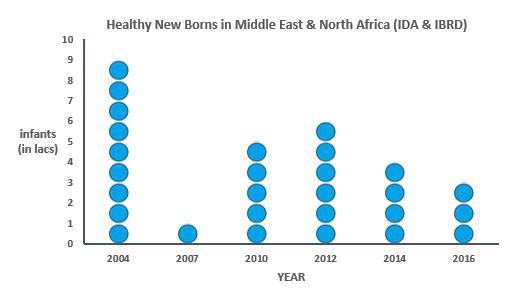 Healthy New Borns in Middle East & North Africa (IDA & IBRD)
10
9
8
7
6
5
4
3
2
1
0
infants
(in lacs)
2004 2007 2010 2012 2014 2016
YEAR